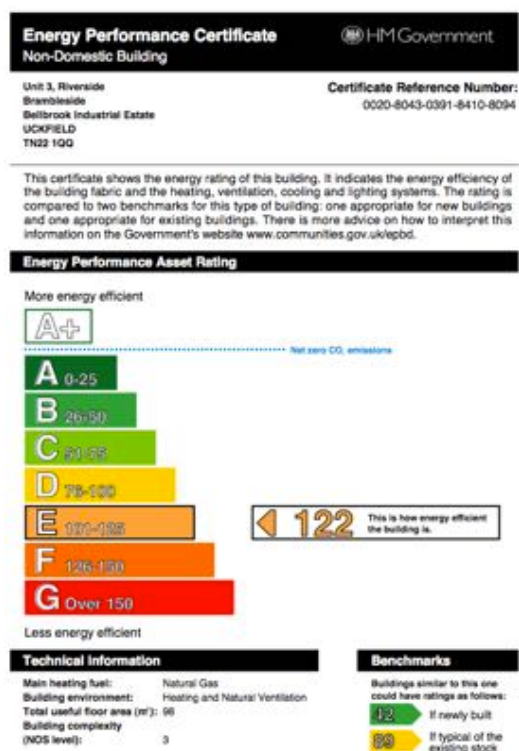 Energy Performance Certificate
HM Government
Non-Domestic Building
Unit 3, Riverside
Brambleside
Bellbrook Industrial Estate
UCKFIELD
TN22 1QQ
Certificate Reference Number:
0020-8043-0391-8410-8094
This certificate shows the energy rating of this building. It indicates the energy efficiency of
the building fabric and the heating, ventilation, cooling and lighting systems. The rating is
compared to two benchmarks for this type of building: one appropriate for new buildings
and one appropriate for existing buildings. There is more advice on how to interpret this
information on the Government's website www.communities.gov.uk/epbd.
Energy Performance Asset Rating
More energy efficient
A+
Net zero CO₂ emissions
A 0-25
B 26-50
C 51-75
D 76-100
E 101-125
122
This is how energy efficient
the building is.
F 126-150
G Over 150
Less energy efficient
Technical Information
Main heating fuel: Natural Gas
Building environment: Heating and Natural Ventilation
Total useful floor area (m²): 98
Building complexity
(NOS level): 3
Benchmarks
Buildings similar to this one
could have ratings as follows:
42 If newly built
89 If typical of the
existing stock